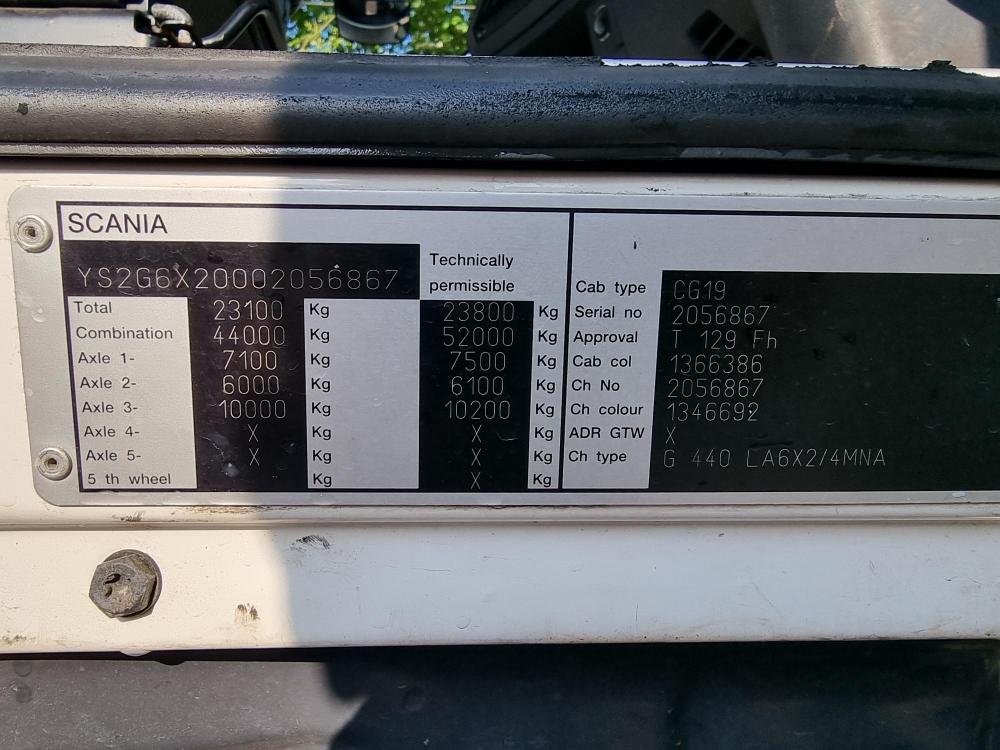 SCANIA
YS2G6X20002056867
Technically
permissible
Total 23100 Kg 23800 Kg
Combination 44000 Kg 52000 Kg
Axle 1- 7100 Kg 7500 Kg
Axle 2- 6000 Kg 6100 Kg
Axle 3- 10000 Kg 10200 Kg
Axle 4- X Kg X Kg
Axle 5- X Kg X Kg
5 th wheel Kg X Kg
Cab type CG19
Serial no 2056867
Approval T 129 Fh
Cab col 1366386
Ch No 2056867
Ch colour 1346692
ADR GTW X
Ch type G 440 LA6X2/4MNA